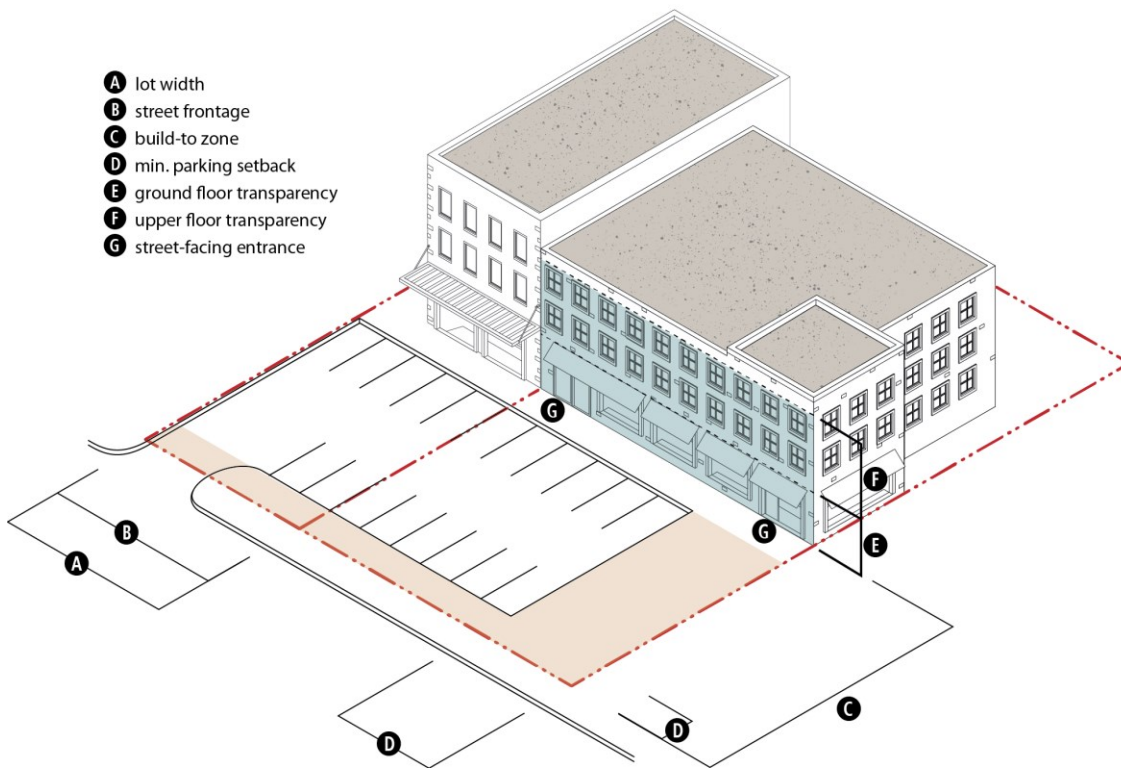 A lot width
B street frontage
C build-to zone
D min. parking setback
E ground floor transparency
F upper floor transparency
G street-facing entrance
G
F
G
E
B
A
C
D
D